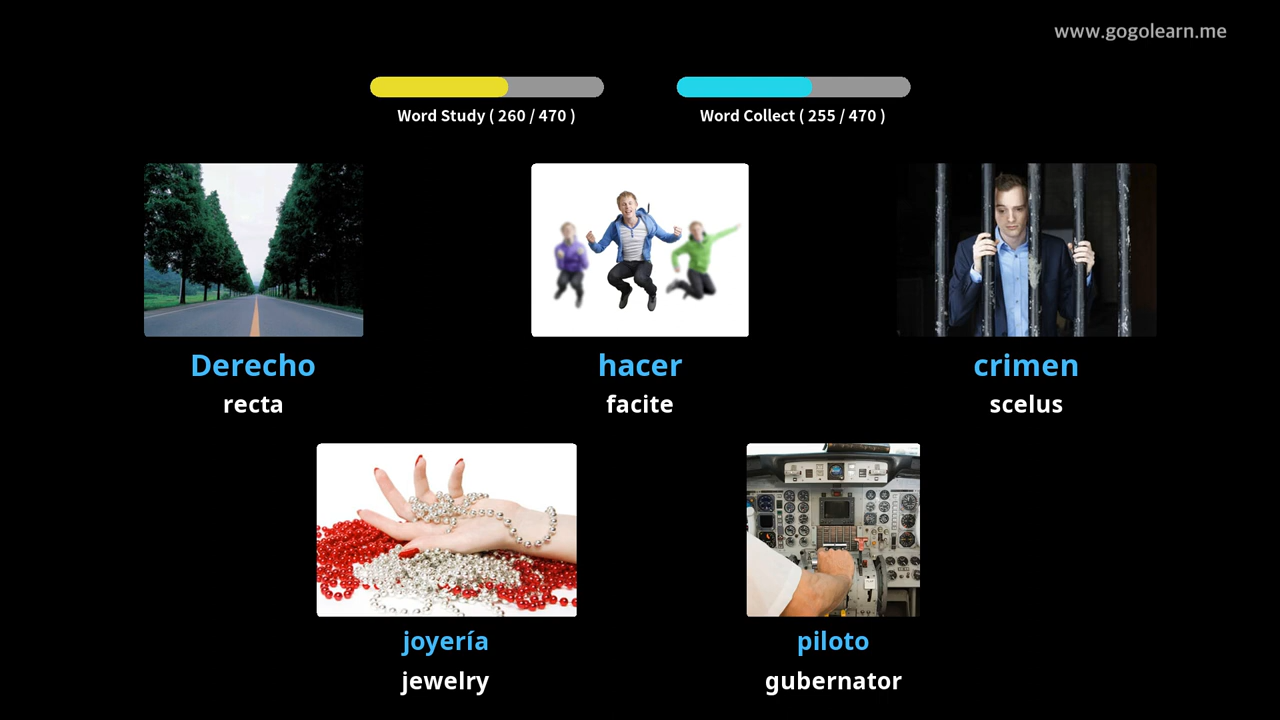 www.gogolearn.me
Word Study ( 260 / 470 )
Word Collect ( 255 / 470 )
Derecho
recta
hacer
facite
crimen
scelus
joyería
jewelry
piloto
gubernator